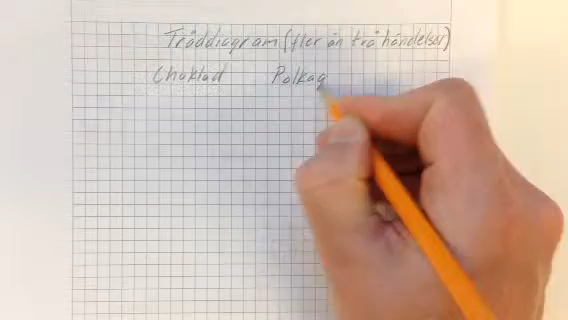 Träddiagram (fler än två händelser)
Choklad Polkag